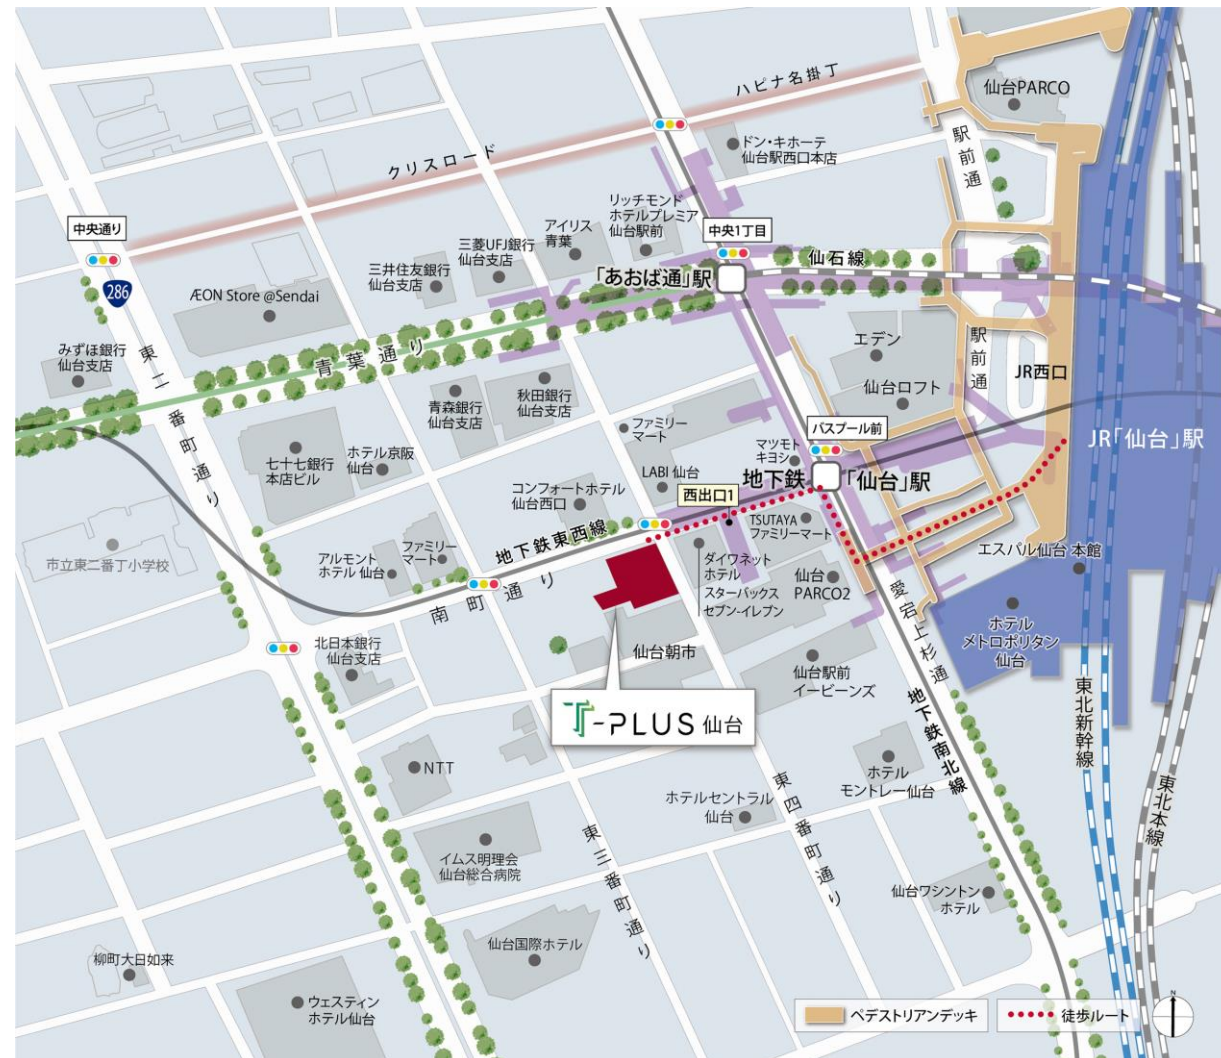 ハピナ名掛丁
仙台PARCO
駅前通
クリスロード
ドン・キホーテ
仙台駅西口本店
中央通り
286
リッチモンド
ホテルプレミア
仙台駅前
アイリス
青葉
三菱UFJ銀行
仙台支店
三井住友銀行
仙台支店
中央1丁目
仙石線
「あおば通」駅
ÆON Store @Sendai
みずほ銀行
仙台支店
東二番町通り
青葉通り
エデン
駅前通
JR西口
仙台ロフト
青森銀行
仙台支店
秋田銀行
仙台支店
ファミリー
マート
バスプール前
マツモト
キヨシ
JR「仙台」駅
七十七銀行
本店ビル
ホテル京阪
仙台
LABI 仙台
地下鉄「仙台」駅
コンフォートホテル
仙台西口
西出口1
TSUTAYA
ファミリーマート
地下鉄東西線
市立東二番丁小学校
アルモント
ホテル 仙台
ファミリー
マート
南町通り
ダイワネット
ホテル
スターバックス
セブン-イレブン
仙台
PARCO2
エスパル仙台 本館
愛宕上杉通
ホテル
メトロポリタン
仙台
北日本銀行
仙台支店
仙台朝市
仙台駅前
イービーンズ
T-PLUS 仙台
地下鉄南北線
東北新幹線
東北本線
NTT
ホテル
モントレー仙台
ホテルセントラル
仙台
東四番町通り
東三番町通り
イムス明理会
仙台総合病院
仙台ワシントン
ホテル
仙台国際ホテル
柳町大日如来
ウェスティン
ホテル仙台
ペデストリアンデッキ
徒歩ルート
N